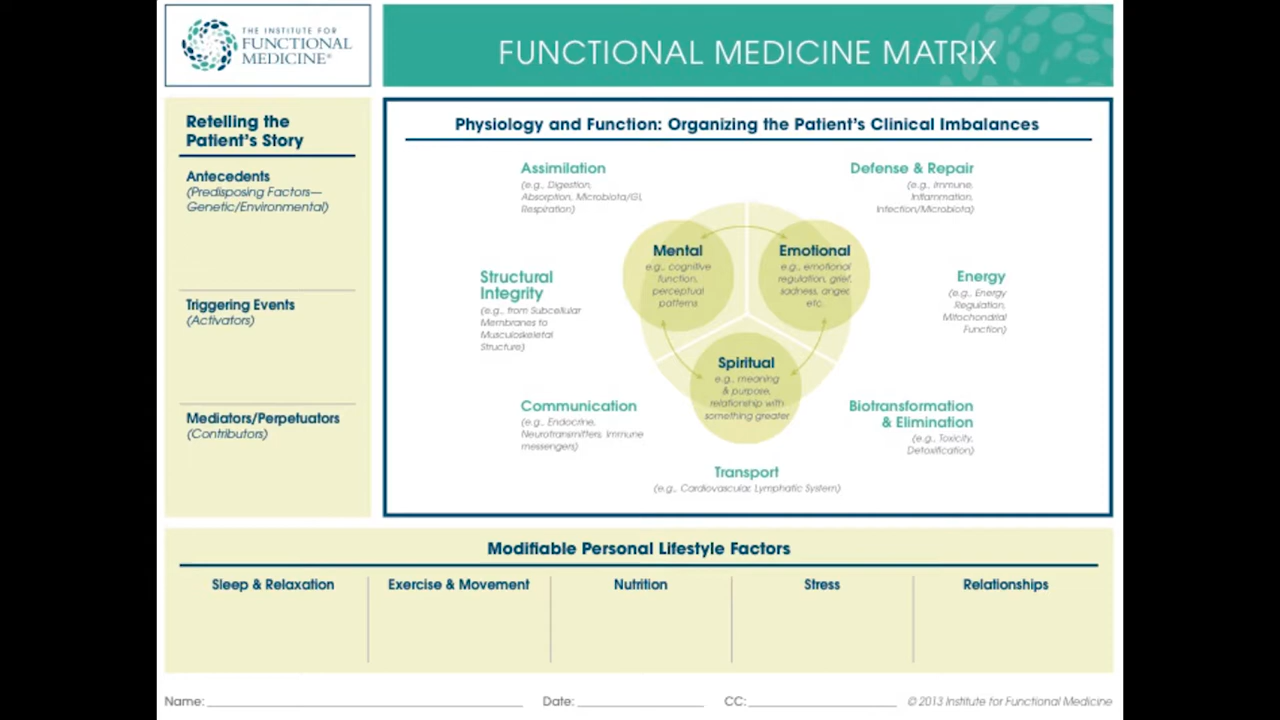 THE INSTITUTE FOR
FUNCTIONAL
MEDICINE®
FUNCTIONAL MEDICINE MATRIX
Retelling the
Patient's Story
Antecedents
(Predisposing Factors—
Genetic/Environmental)
Triggering Events
(Activators)
Mediators/Perpetuators
(Contributors)
Physiology and Function: Organizing the Patient's Clinical Imbalances
Assimilation
(e.g., Digestion,
Absorption, Microbiota/GI,
Respiration)
Defense & Repair
(e.g., Immune,
Inflammation,
Infection/Microbiota)
Mental
e.g., cognitive
function,
perceptual
patterns
Emotional
e.g., emotional
regulation, grief,
sadness, anger,
etc.
Structural
Integrity
(e.g., from Subcellular
Membranes to
Musculoskeletal
Structure)
Energy
(e.g., Energy
Regulation,
Mitochondrial
Function)
Spiritual
e.g., meaning
& purpose,
relationship with
something greater
Communication
(e.g., Endocrine,
Neurotransmitters, Immune
messengers)
Biotransformation
& Elimination
(e.g., Toxicity,
Detoxification)
Transport
(e.g., Cardiovascular, Lymphatic System)
Modifiable Personal Lifestyle Factors
Sleep & Relaxation
Exercise & Movement
Nutrition
Stress
Relationships
Name:
Date:
CC:
© 2013 Institute for Functional Medicine